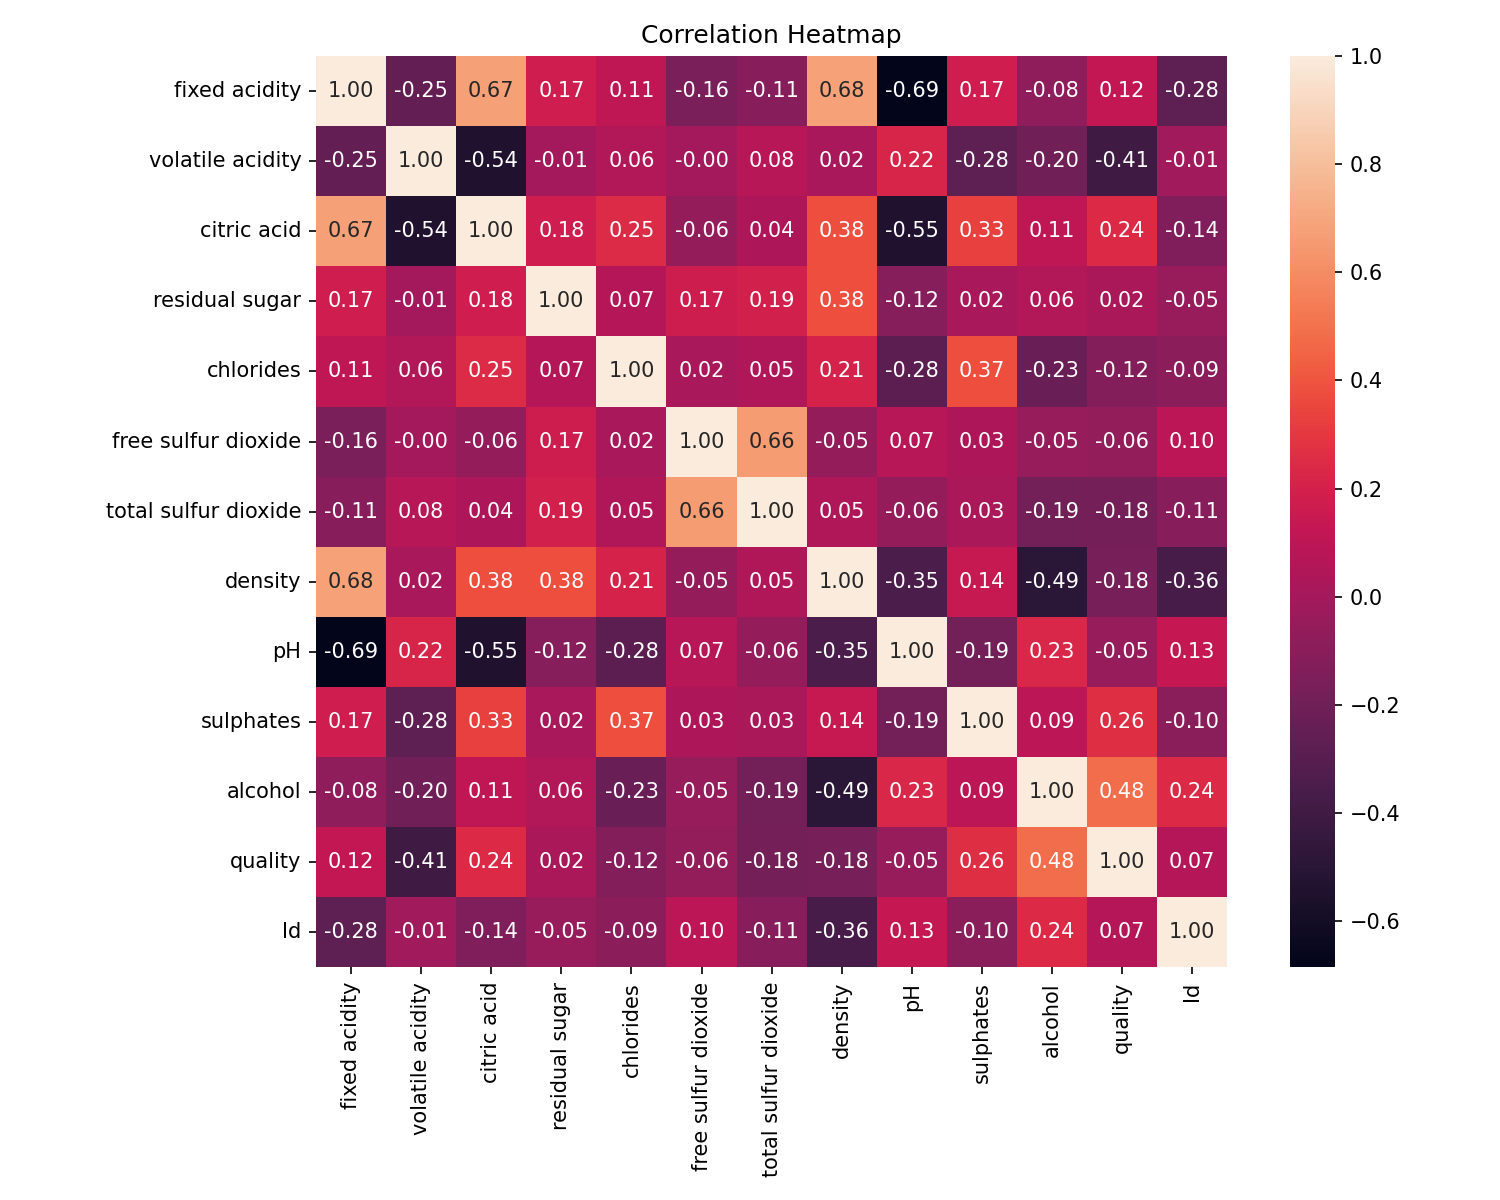 Correlation Heatmap
fixed acidity 1.00 -0.25 0.67 0.17 0.11 -0.16 -0.11 0.68 -0.69 0.17 -0.08 0.12 -0.28
volatile acidity -0.25 1.00 -0.54 -0.01 0.06 -0.00 0.08 0.02 0.22 -0.28 -0.20 -0.41 -0.01
citric acid 0.67 -0.54 1.00 0.18 0.25 -0.06 0.04 0.38 -0.55 0.33 0.11 0.24 -0.14
residual sugar 0.17 -0.01 0.18 1.00 0.07 0.17 0.19 0.38 -0.12 0.02 0.06 0.02 -0.05
chlorides 0.11 0.06 0.25 0.07 1.00 0.02 0.05 0.21 -0.28 0.37 -0.23 -0.12 -0.09
free sulfur dioxide -0.16 -0.00 -0.06 0.17 0.02 1.00 0.66 -0.05 0.07 0.03 -0.05 -0.06 0.10
total sulfur dioxide -0.11 0.08 0.04 0.19 0.05 0.66 1.00 0.05 -0.06 0.03 -0.19 -0.18 -0.11
density 0.68 0.02 0.38 0.38 0.21 -0.05 0.05 1.00 -0.35 0.14 -0.49 -0.18 -0.36
pH -0.69 0.22 -0.55 -0.12 -0.28 0.07 -0.06 -0.35 1.00 -0.19 0.23 -0.05 0.13
sulphates 0.17 -0.28 0.33 0.02 0.37 0.03 0.03 0.14 -0.19 1.00 0.09 0.26 -0.10
alcohol -0.08 -0.20 0.11 0.06 -0.23 -0.05 -0.19 -0.49 0.23 0.09 1.00 0.48 0.24
quality 0.12 -0.41 0.24 0.02 -0.12 -0.06 -0.18 -0.18 -0.05 0.26 0.48 1.00 0.07
Id -0.28 -0.01 -0.14 -0.05 -0.09 0.10 -0.11 -0.36 0.13 -0.10 0.24 0.07 1.00
fixed acidity
volatile acidity
citric acid
residual sugar
chlorides
free sulfur dioxide
total sulfur dioxide
density
pH
sulphates
alcohol
quality
Id
1.0
0.8
0.6
0.4
0.2
0.0
−0.2
−0.4
−0.6